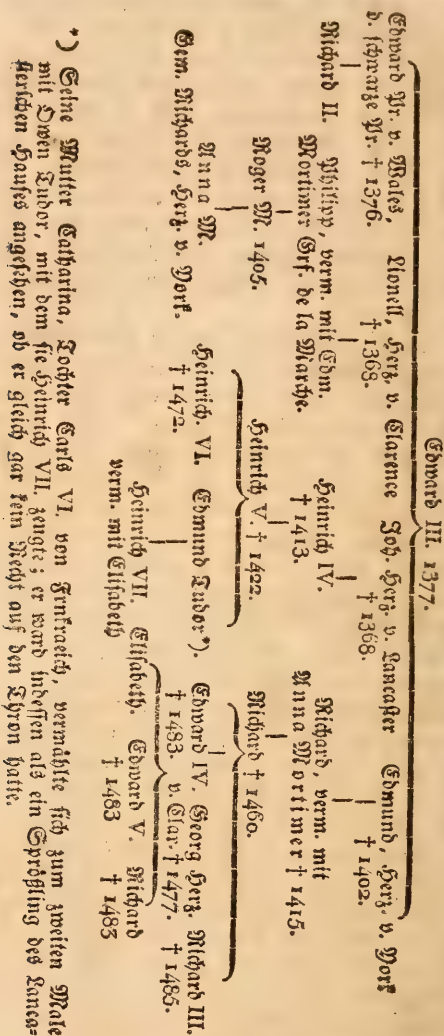 Edward III. 1377.
Edward Pr. v. Wales, Lionell, Herz. v. Clarence Joh. Herz. v. Lancaster Edmund, Herz. v. York
d. schwarze Pr. † 1376. † 1368. † 1368. † 1402.
Richard II. Philipp, verm. mit Edm. Heinrich IV. Richard, verm. mit
Mortimer Grf. de la Marche. † 1413. Anna Mortimer † 1415.
Roger M. 1405. Heinrich V. † 1422. Richard † 1460.
Anna M. Heinrich. VI. Edmund Tudor*). Edward IV. Georg Herz. Richard III.
Gem. Richards, Herz. v. York. † 1472. † 1483. v. Clar. † 1477. † 1485.
Heinrich VII. Elisabeth. Edward V. Richard
verm. mit Elisabeth † 1483 † 1483
*) Seine Mutter Catharina, Tochter Carls VI. von Frankreich, vermählte sich zum zweiten Male
mit Owen Tudor, mit dem sie Heinrich VII. zeugte; er ward indessen als ein Sprößling des Lanca=
sterschen Hauses angesehen, ob er gleich gar kein Recht auf den Thron hatte.